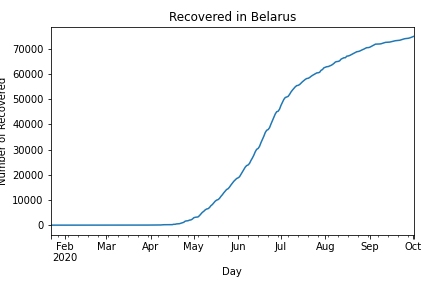 Recovered in Belarus
Number of Recovered
70000
60000
50000
40000
30000
20000
10000
0
Feb Mar Apr May Jun Jul Aug Sep Oct
2020
Day